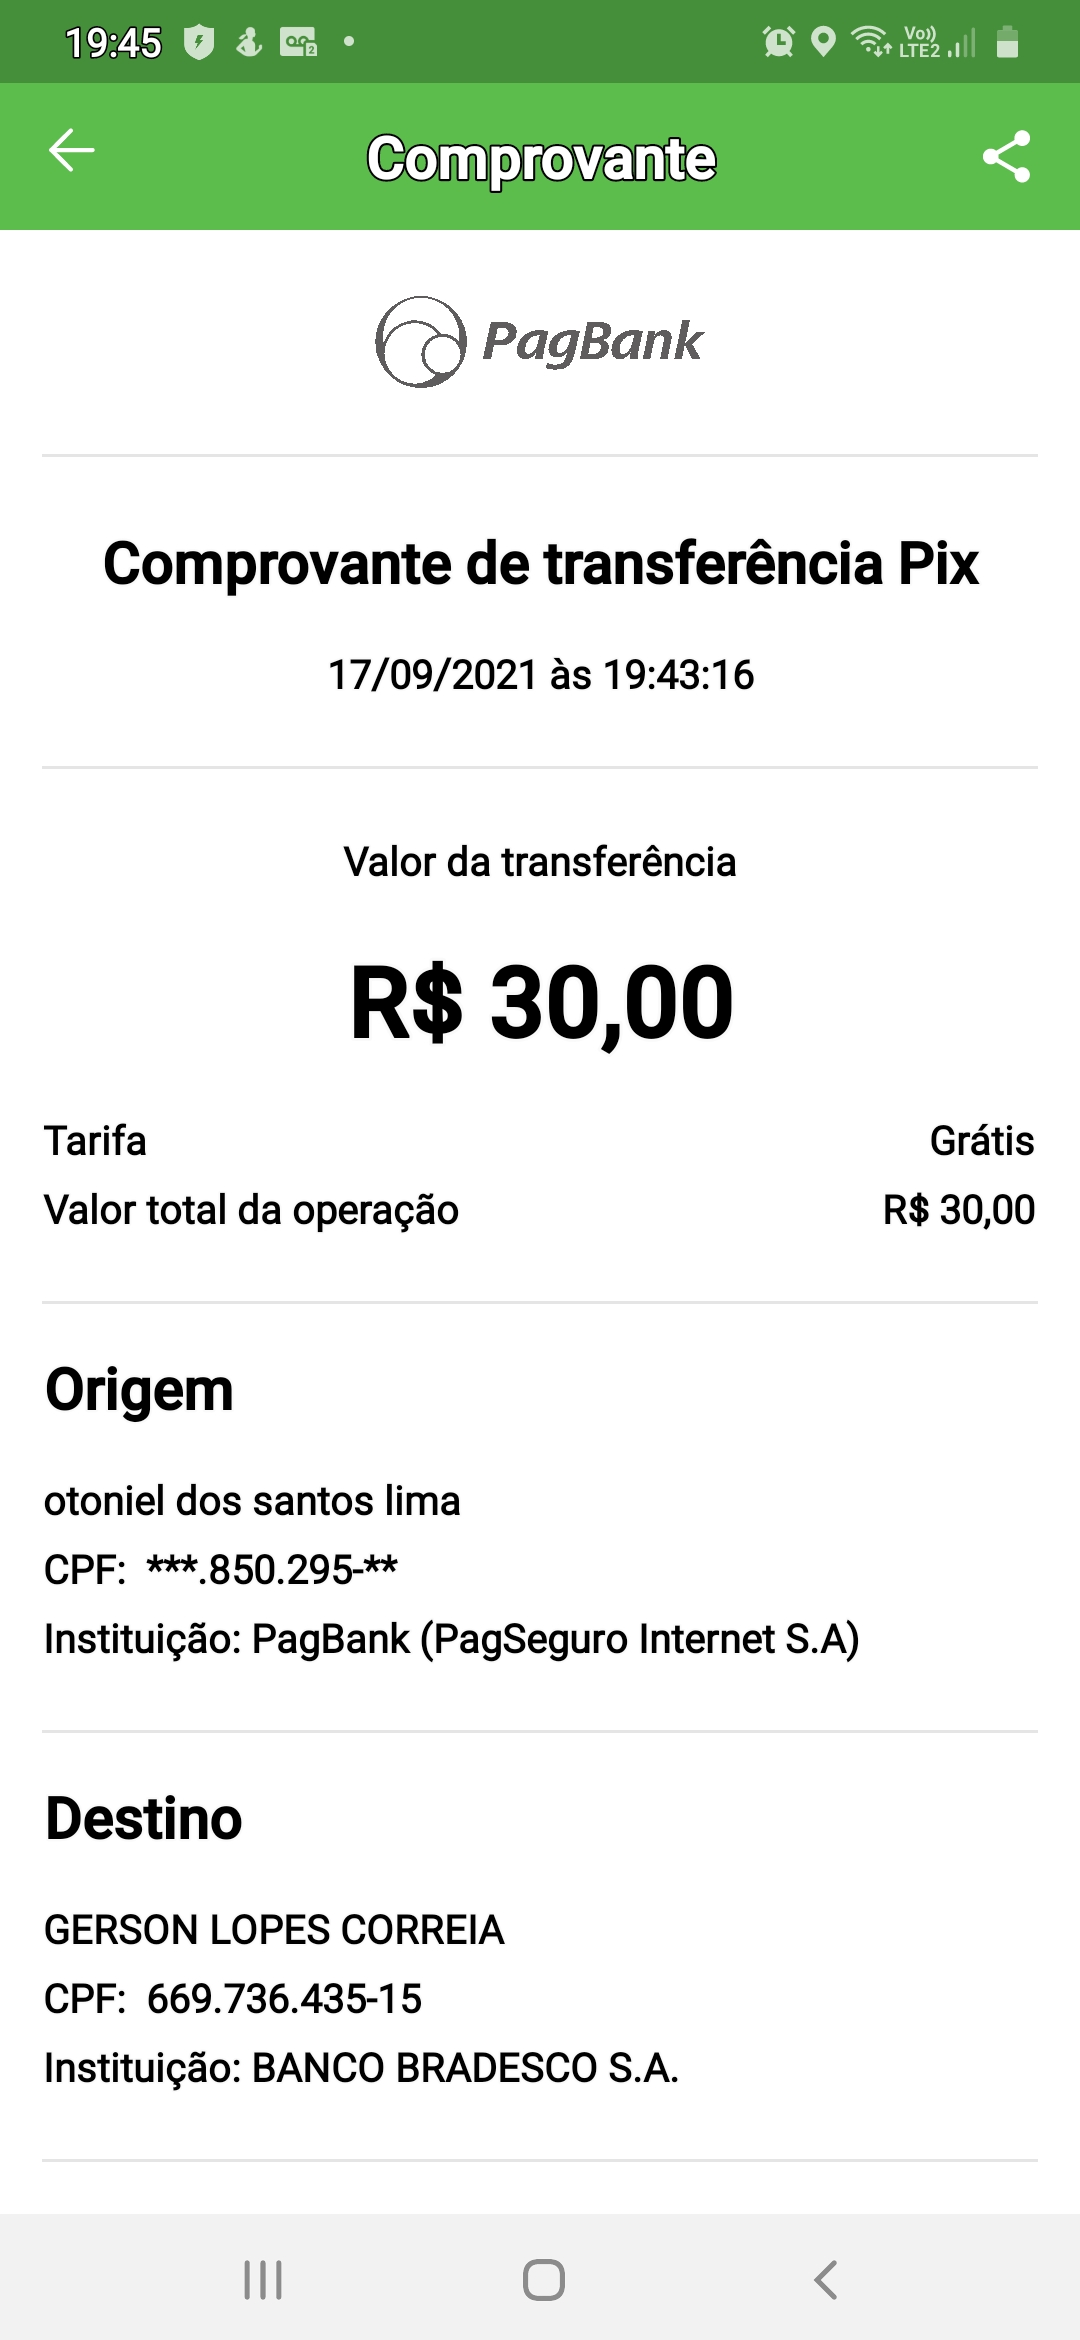 19:45
Vo))
LTE2
Comprovante
PagBank
Comprovante de transferência Pix
17/09/2021 às 19:43:16
Valor da transferência
R$ 30,00
Tarifa Grátis
Valor total da operação R$ 30,00
Origem
otoniel dos santos lima
CPF: ***.850.295-**
Instituição: PagBank (PagSeguro Internet S.A)
Destino
GERSON LOPES CORREIA
CPF: 669.736.435-15
Instituição: BANCO BRADESCO S.A.